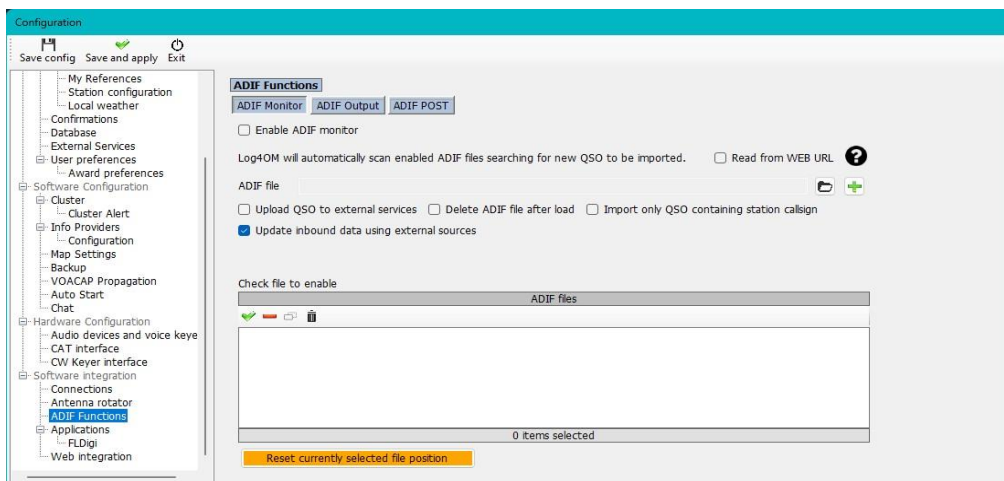 Configuration
Save config Save and apply Exit
My References
Station configuration
Local weather
Confirmations
Database
External Services
User preferences
Award preferences
Software Configuration
Cluster
Cluster Alert
Info Providers
Configuration
Map Settings
Backup
VOACAP Propagation
Auto Start
Chat
Hardware Configuration
Audio devices and voice keye
CAT interface
CW Keyer interface
Software integration
Connections
Antenna rotator
ADIF Functions
Applications
FLDigi
Web integration
ADIF Functions
ADIF Monitor ADIF Output ADIF POST
Enable ADIF monitor
Log4OM will automatically scan enabled ADIF files searching for new QSO to be imported. Read from WEB URL ?
ADIF file
Upload QSO to external services Delete ADIF file after load Import only QSO containing station callsign
Update inbound data using external sources
Check file to enable
ADIF files
0 items selected
Reset currently selected file position